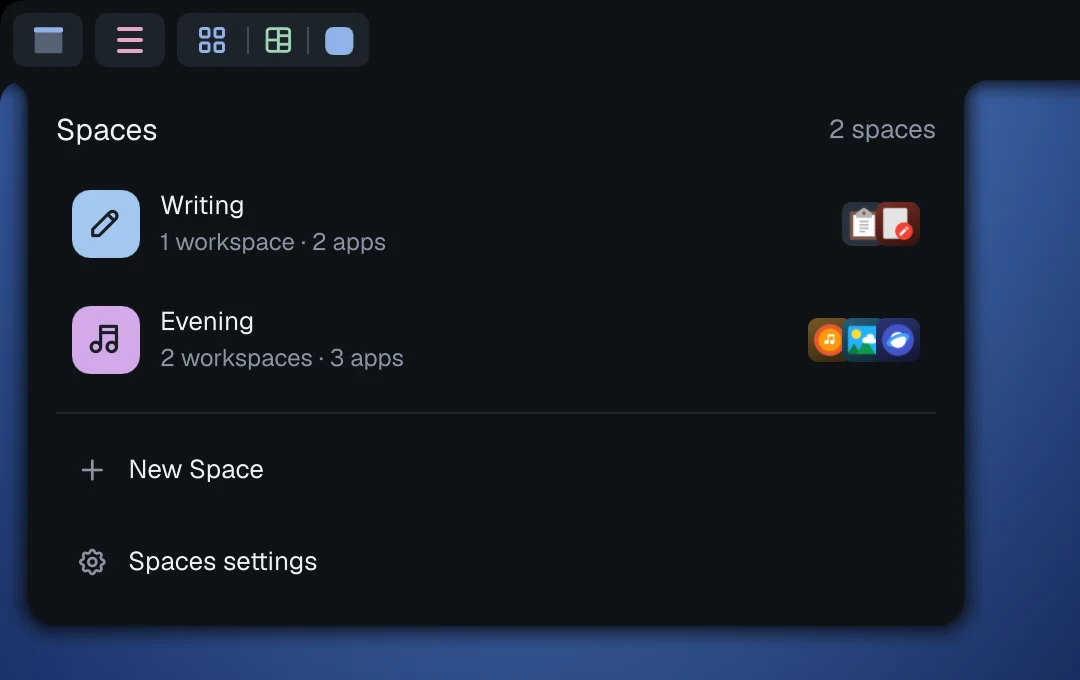 Spaces
2 spaces
Writing
1 workspace · 2 apps
Evening
2 workspaces · 3 apps
New Space
Spaces settings